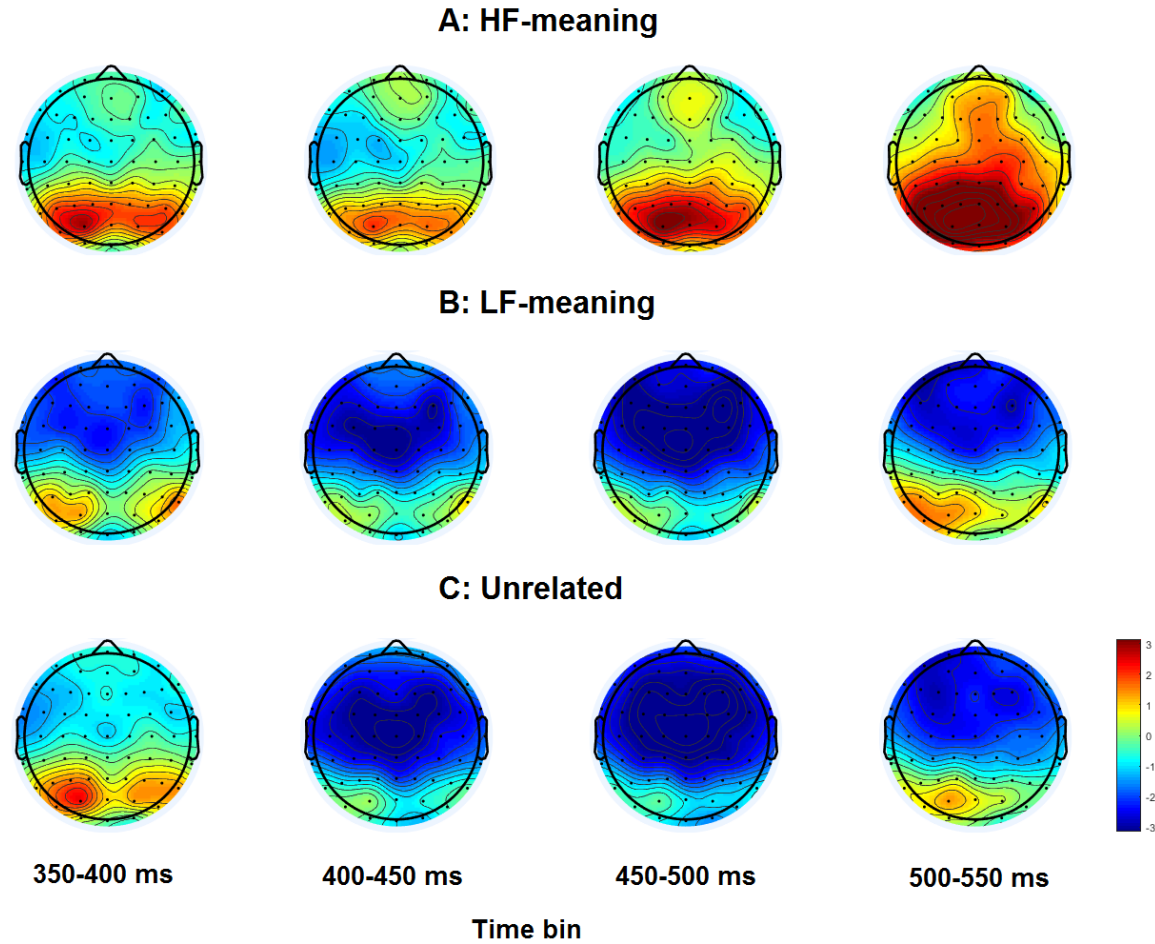 A: HF-meaning
B: LF-meaning
C: Unrelated
3
2
1
0
-1
-2
-3
350-400 ms
400-450 ms
450-500 ms
500-550 ms
Time bin